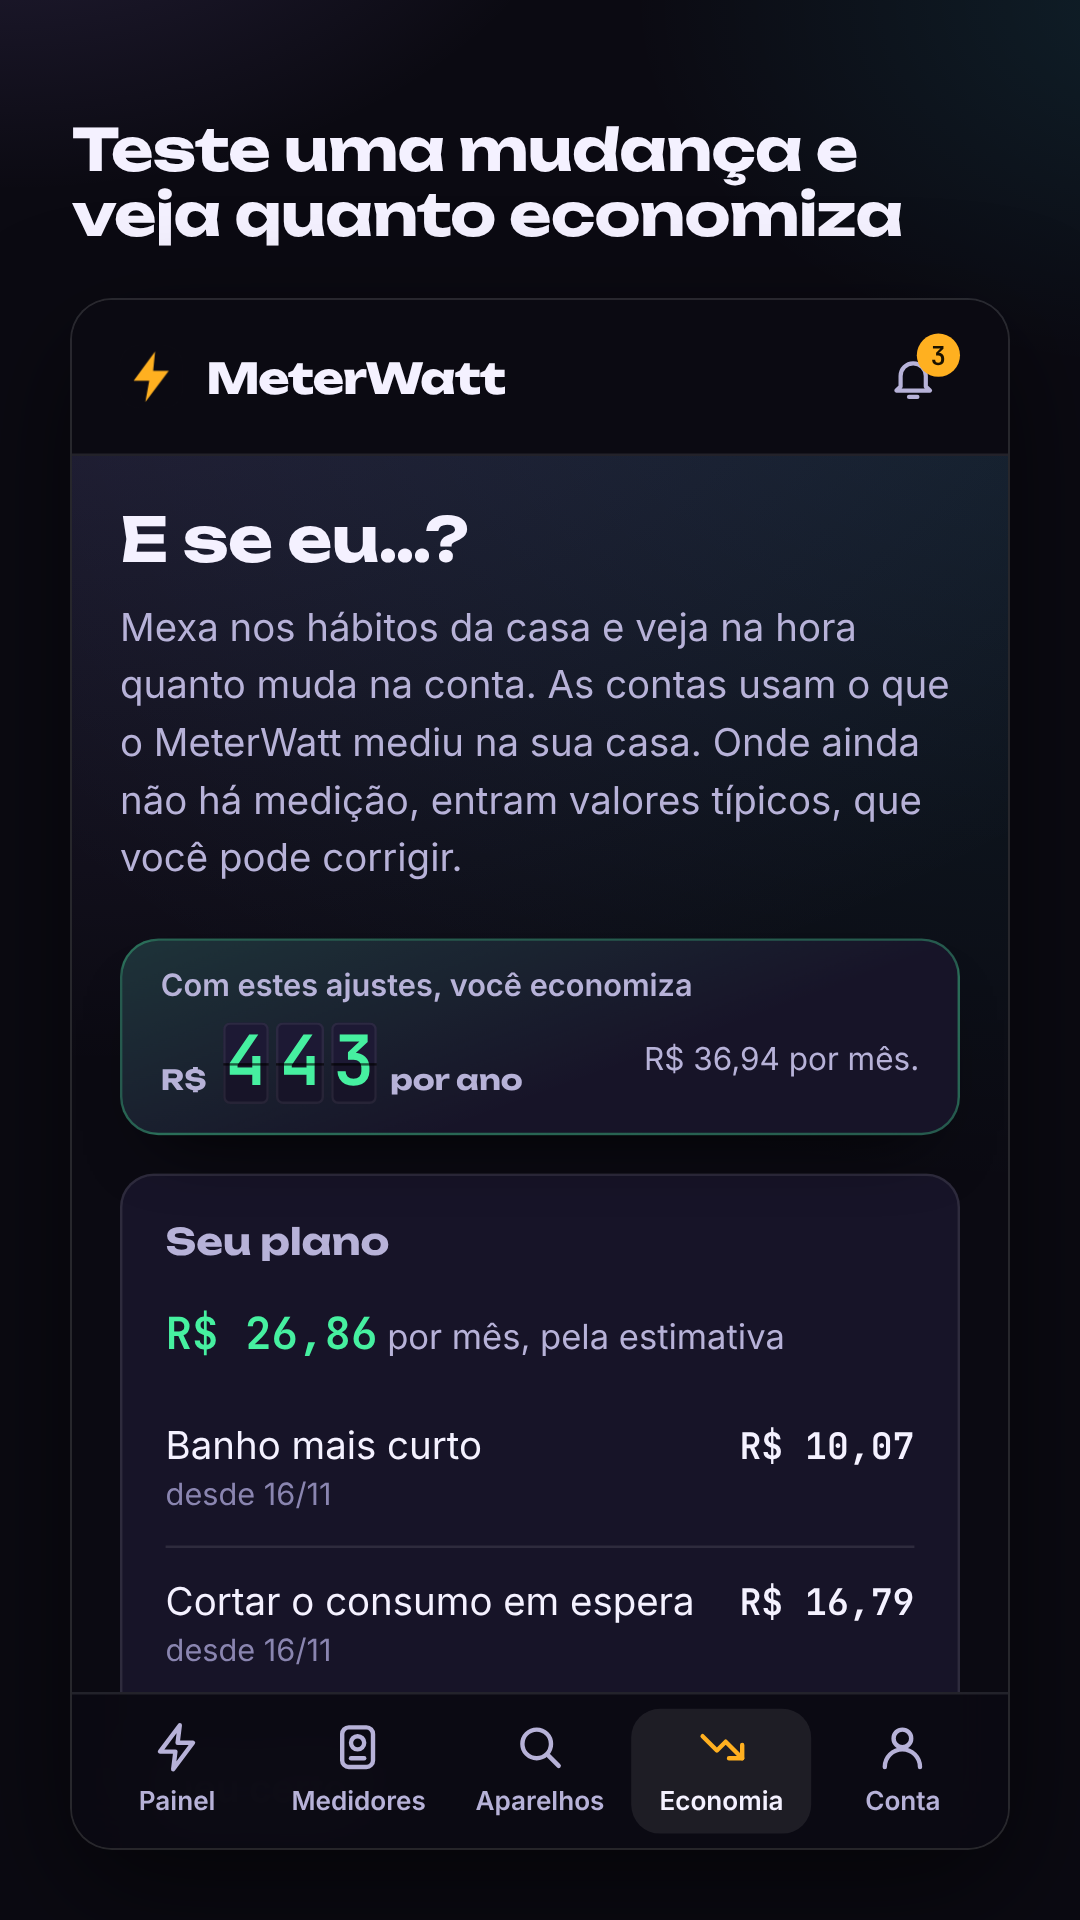 Teste uma mudança e
veja quanto economiza
MeterWatt
3
E se eu...?
Mexa nos hábitos da casa e veja na hora
quanto muda na conta. As contas usam o que
o MeterWatt mediu na sua casa. Onde ainda
não há medição, entram valores típicos, que
você pode corrigir.
Com estes ajustes, você economiza
R$ 443 por ano
R$ 36,94 por mês.
Seu plano
R$ 26,86 por mês, pela estimativa
Banho mais curto R$ 10,07
desde 16/11
Cortar o consumo em espera R$ 16,79
desde 16/11
Painel Medidores Aparelhos Economia Conta